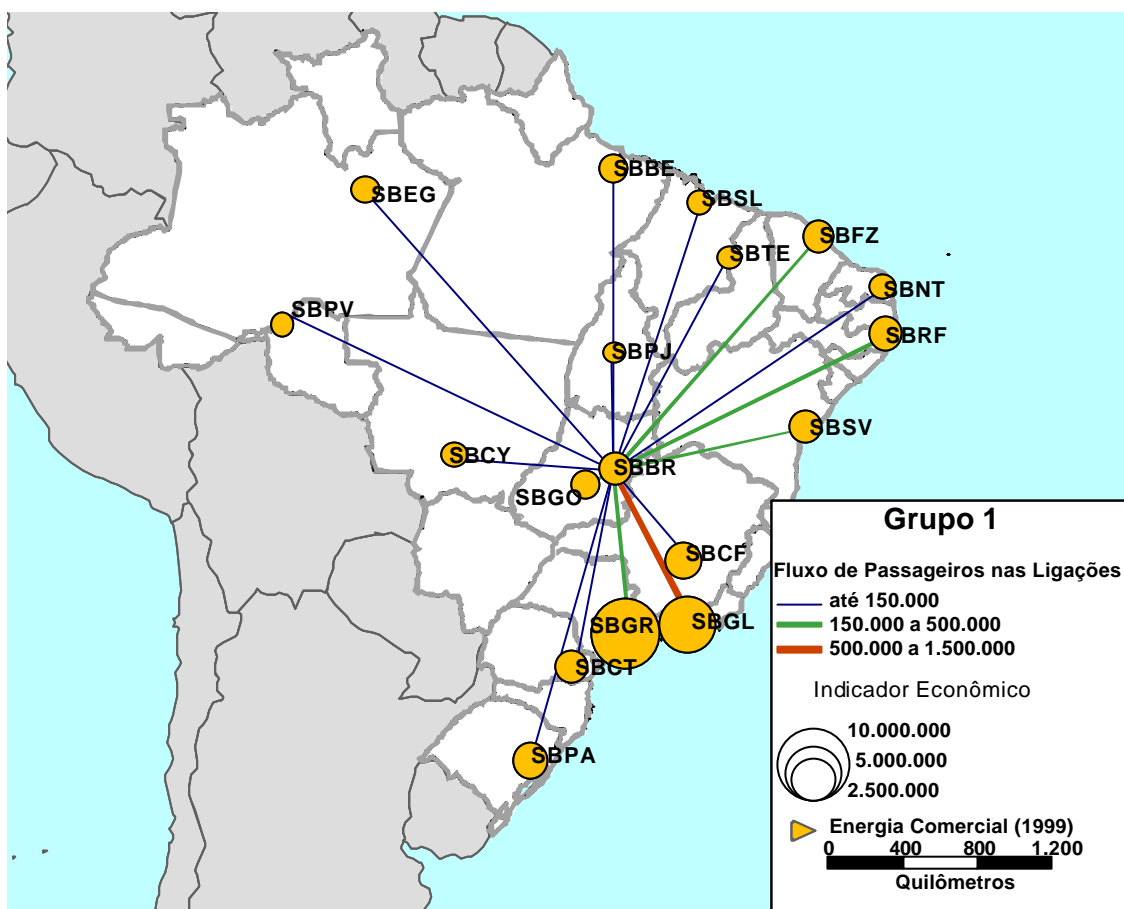 SBBE
SBEG
SBSL
SBFZ
SBTE
SBNT
SBPV
SBRF
SBPJ
SBSV
SBCY
SBBR
SBGO
SBCF
SBGR
SBGL
SBCT
SBPA
Grupo 1
Fluxo de Passageiros nas Ligações
até 150.000
150.000 a 500.000
500.000 a 1.500.000
Indicador Econômico
10.000.000
5.000.000
2.500.000
Energia Comercial (1999)
0 400 800 1.200
Quilômetros